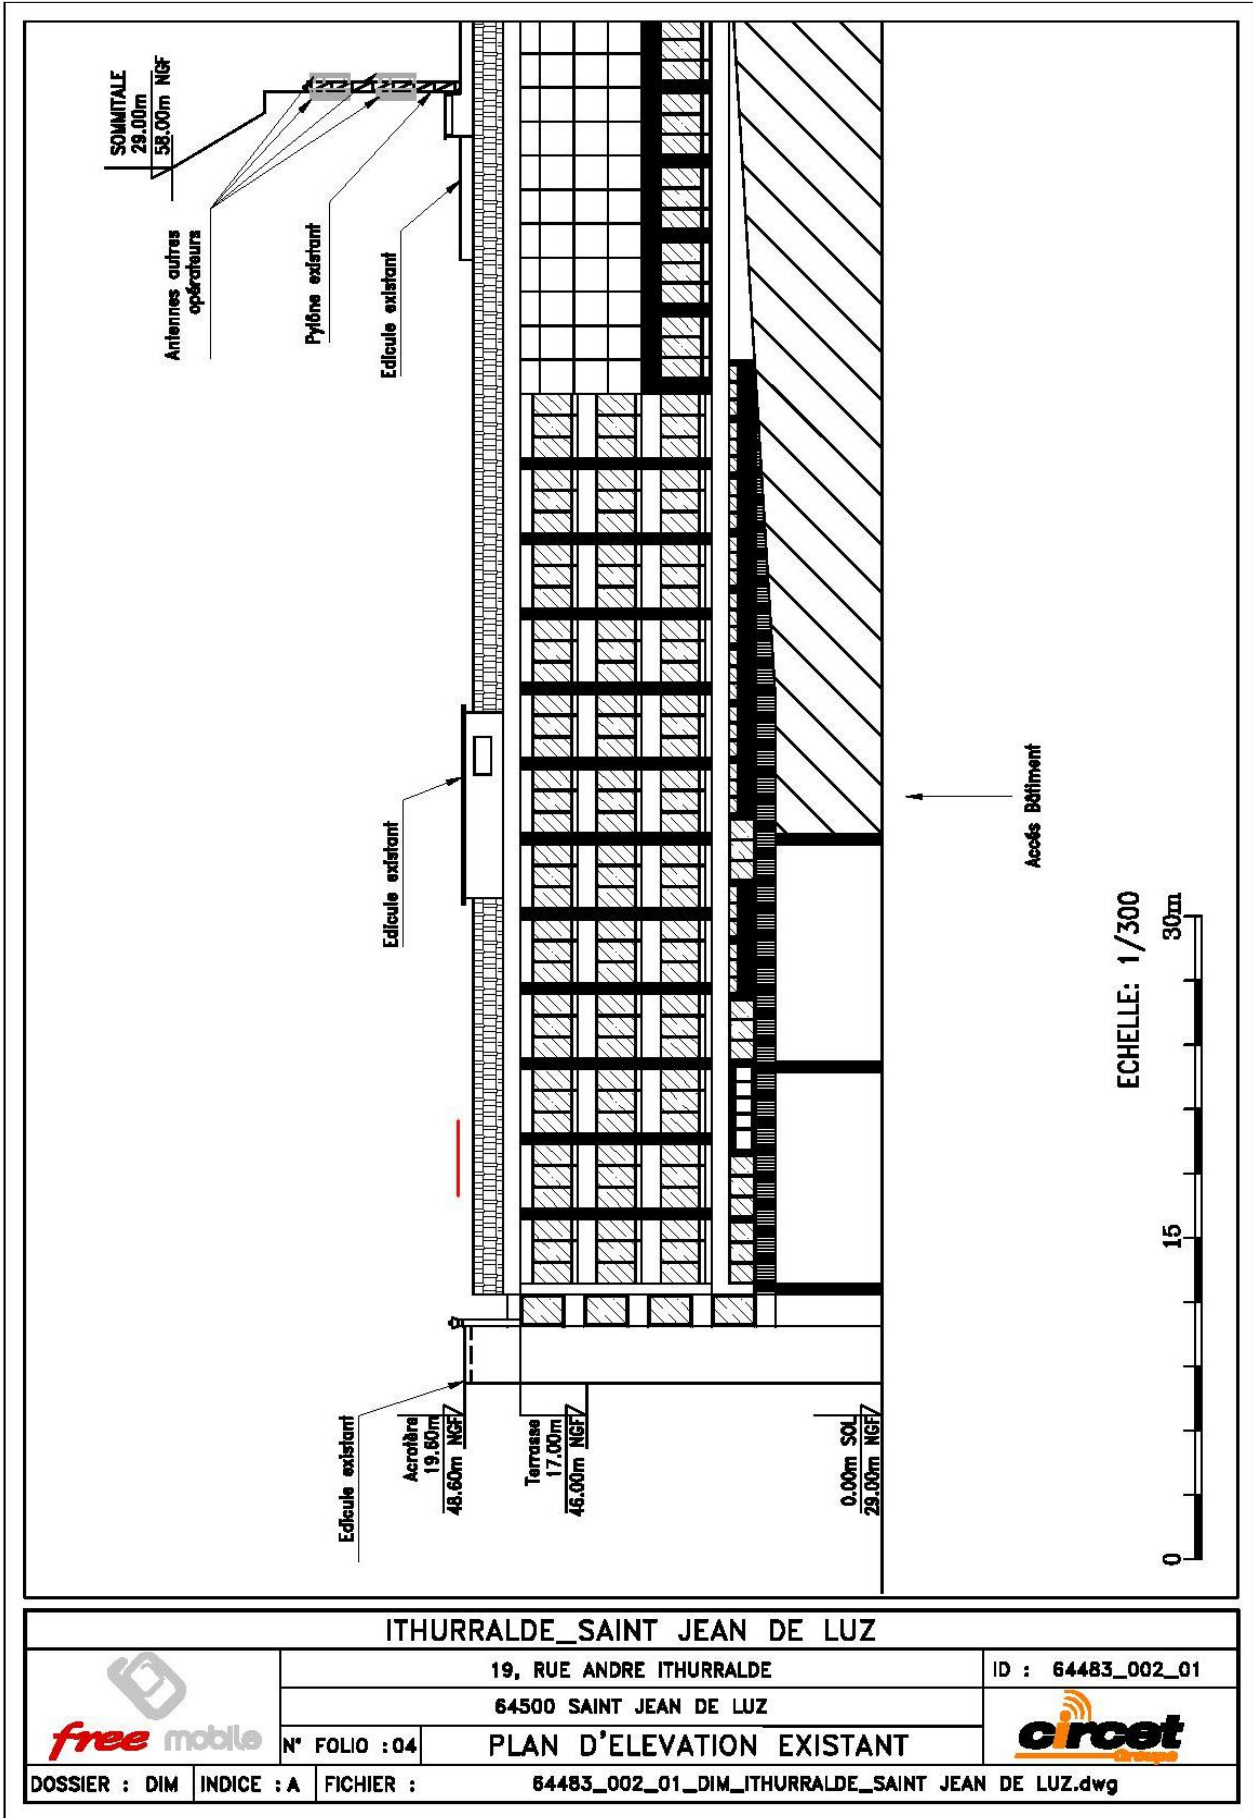 SOMMITALE
29.00m
58.00m NGF
Antennes autres
opérateurs
Pylône existant
Edicule existant
Edicule existant
Accés Bâtiment
Edicule existant
Acrotère
19.60m
48.60m NGF
Terrasse
17.00m
46.00m NGF
0.00m SOL
29.00m NGF
ECHELLE: 1/300
0
15
30m
ITHURRALDE_SAINT JEAN DE LUZ
19, RUE ANDRE ITHURRALDE
ID : 64483_002_01
64500 SAINT JEAN DE LUZ
free mobile
circet
Groupe
N° FOLIO :04
PLAN D'ELEVATION EXISTANT
DOSSIER : DIM
INDICE : A
FICHIER :
64483_002_01_DIM_ITHURRALDE_SAINT JEAN DE LUZ.dwg